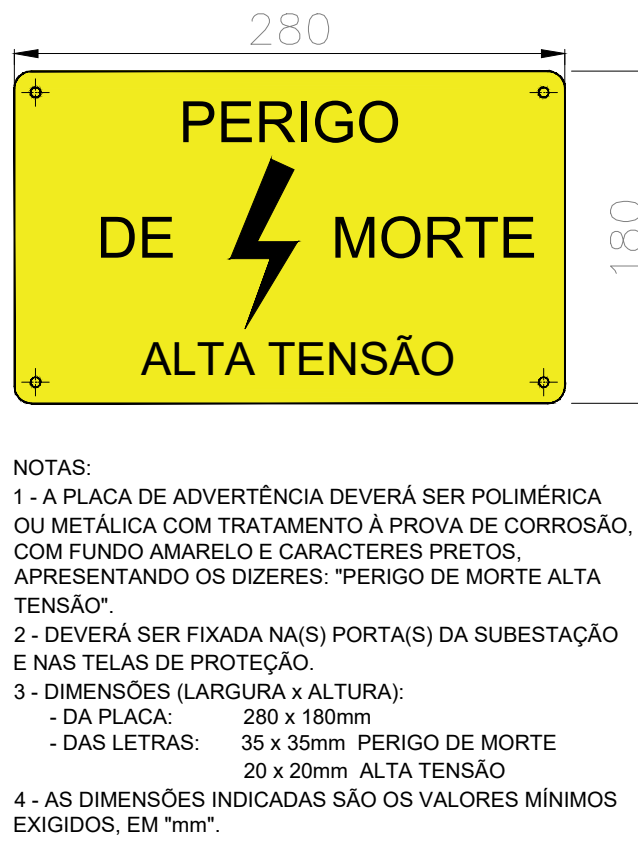 280
PERIGO
DE MORTE
180
ALTA TENSÃO
NOTAS:
1 - A PLACA DE ADVERTÊNCIA DEVERÁ SER POLIMÉRICA
OU METÁLICA COM TRATAMENTO À PROVA DE CORROSÃO,
COM FUNDO AMARELO E CARACTERES PRETOS,
APRESENTANDO OS DIZERES: "PERIGO DE MORTE ALTA
TENSÃO".
2 - DEVERÁ SER FIXADA NA(S) PORTA(S) DA SUBESTAÇÃO
E NAS TELAS DE PROTEÇÃO.
3 - DIMENSÕES (LARGURA x ALTURA):
- DA PLACA: 280 x 180mm
- DAS LETRAS: 35 x 35mm PERIGO DE MORTE
20 x 20mm ALTA TENSÃO
4 - AS DIMENSÕES INDICADAS SÃO OS VALORES MÍNIMOS
EXIGIDOS, EM "mm".